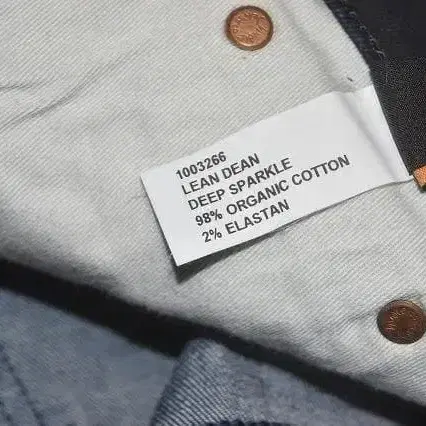 1003266
LEAN DEAN
DEEP SPARKLE
98% ORGANIC COTTON
2% ELASTAN